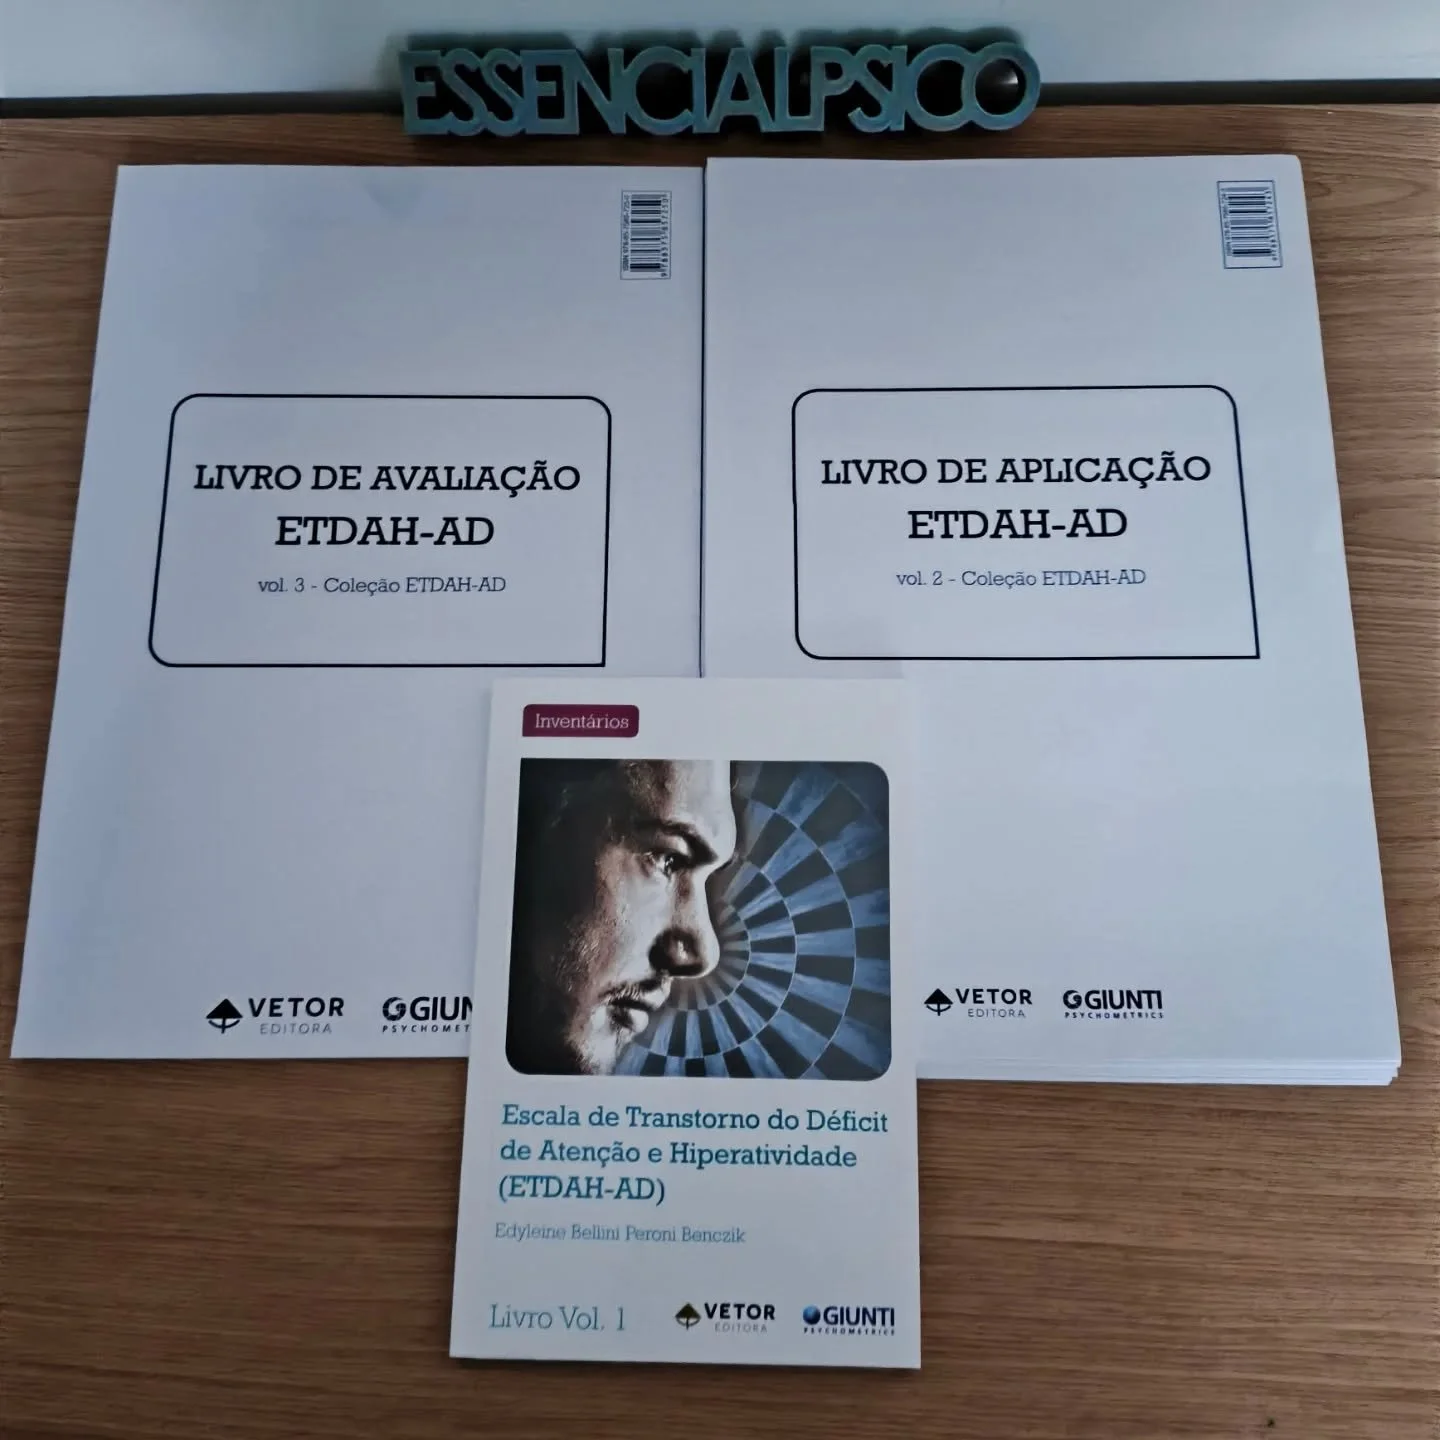 ESSENCIALPSICO
LIVRO DE AVALIAÇÃO
ETDAH-AD
vol. 3 - Coleção ETDAH-AD
VETOR
EDITORA
GIUN
PSYCHOMET
LIVRO DE APLICAÇÃO
ETDAH-AD
vol. 2 - Coleção ETDAH-AD
VETOR
EDITORA
GIUNTI
PSYCHOMETRICS
Inventários
Escala de Transtorno do Déficit
de Atenção e Hiperatividade
(ETDAH-AD)
Edyleine Bellini Peroni Benczik
Livro Vol. 1
VETOR
EDITORA
GIUNTI
PSYCHOMETRICS